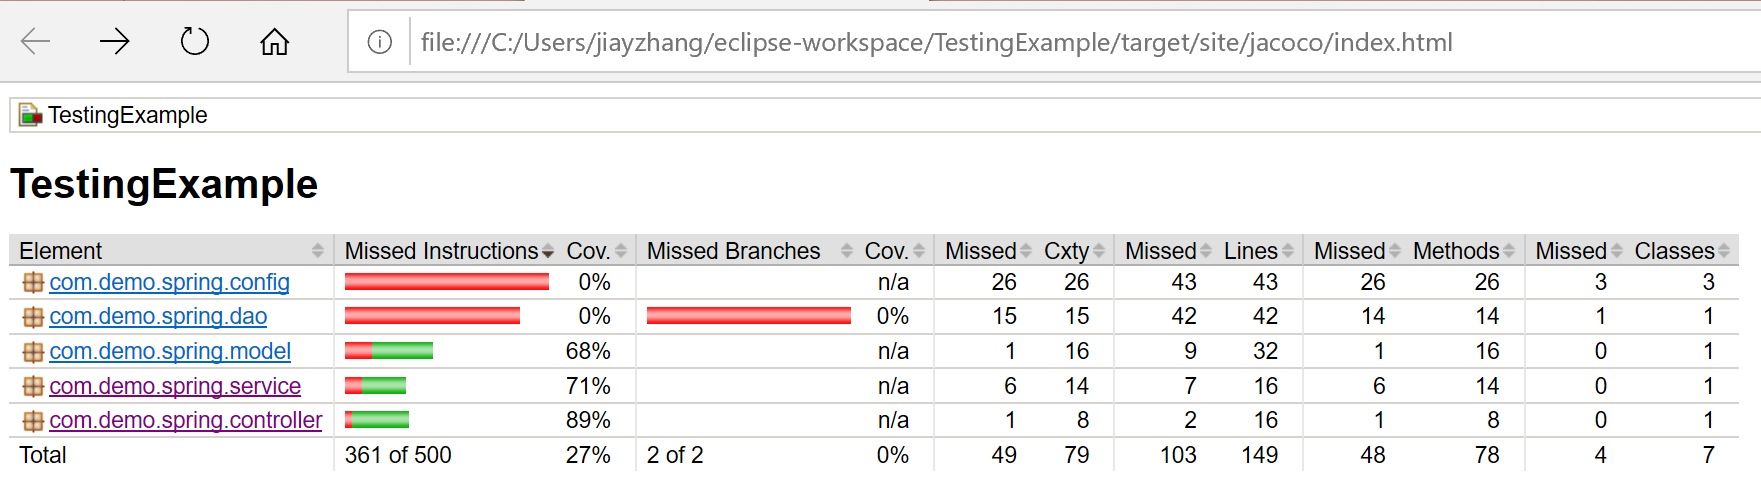 file:///C:/Users/jiayzhang/eclipse-workspace/TestingExample/target/site/jacoco/index.html
TestingExample
TestingExample
Element Missed Instructions Cov. Missed Branches Cov. Missed Cxty Missed Lines Missed Methods Missed Classes
com.demo.spring.config 0% n/a 26 26 43 43 26 26 3 3
com.demo.spring.dao 0% 0% 15 15 42 42 14 14 1 1
com.demo.spring.model 68% n/a 1 16 9 32 1 16 0 1
com.demo.spring.service 71% n/a 6 14 7 16 6 14 0 1
com.demo.spring.controller 89% n/a 1 8 2 16 1 8 0 1
Total 361 of 500 27% 2 of 2 0% 49 79 103 149 48 78 4 7